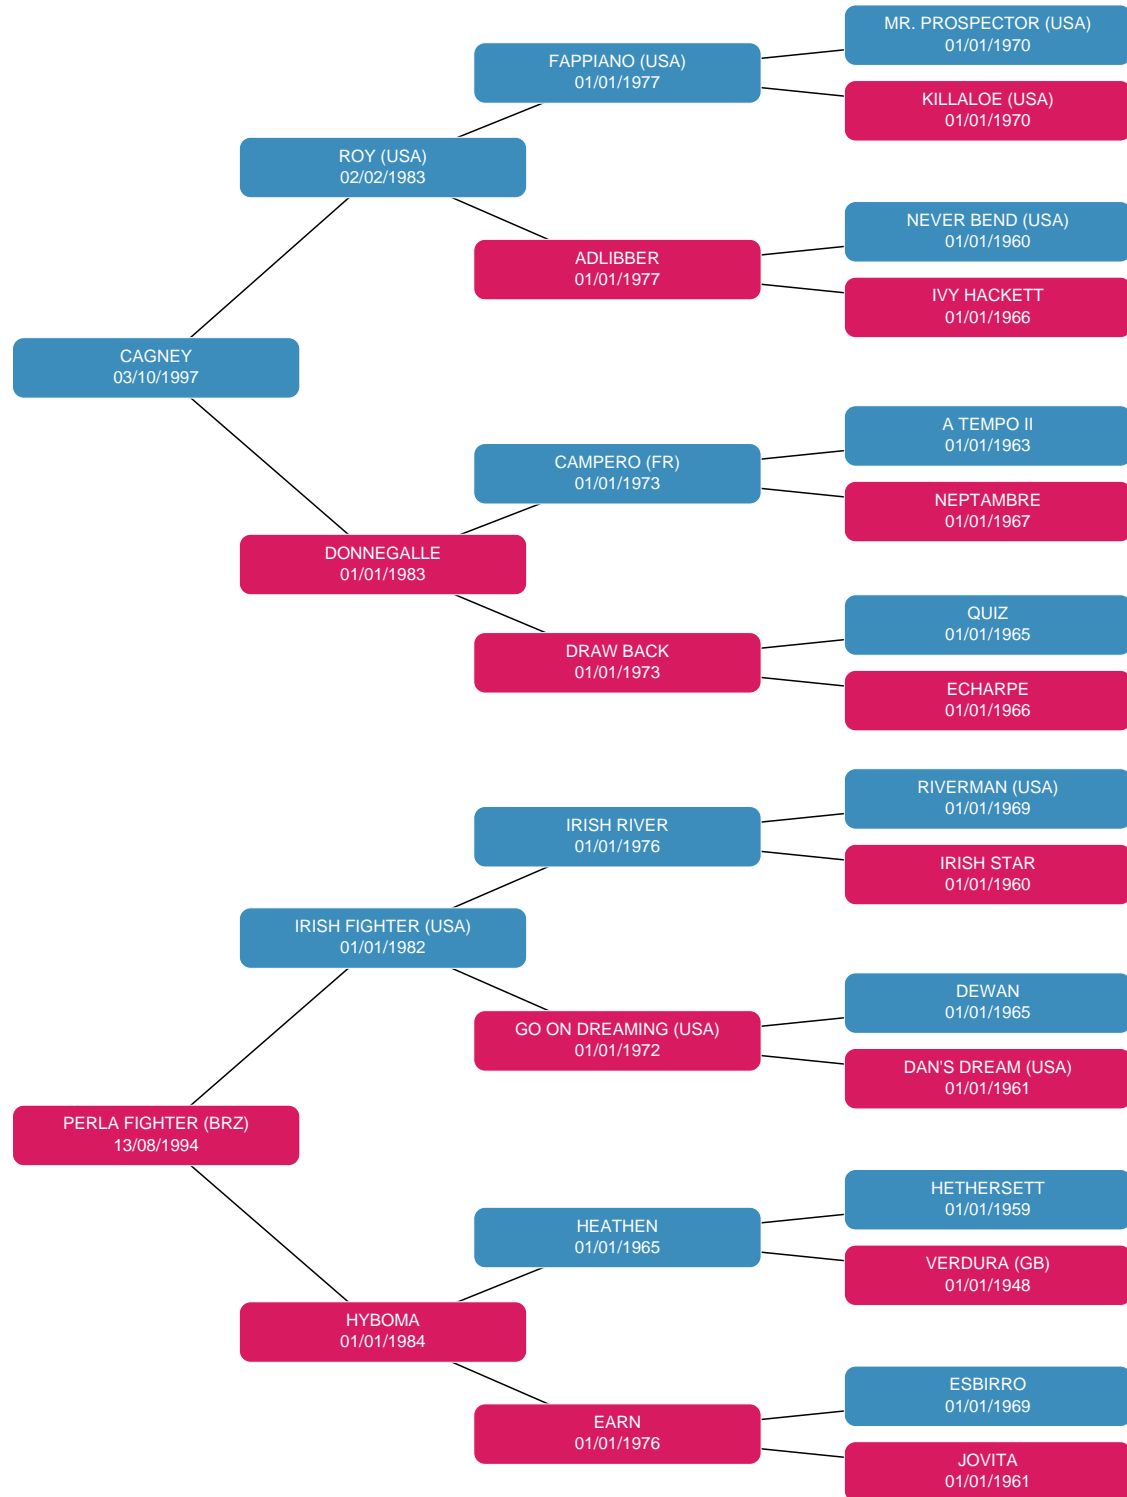 MR. PROSPECTOR (USA)
01/01/1970
FAPPIANO (USA)
01/01/1977
KILLALOE (USA)
01/01/1970
ROY (USA)
02/02/1983
NEVER BEND (USA)
01/01/1960
ADLIBBER
01/01/1977
IVY HACKETT
01/01/1966
CAGNEY
03/10/1997
A TEMPO II
01/01/1963
CAMPERO (FR)
01/01/1973
NEPTAMBRE
01/01/1967
DONNEGALLE
01/01/1983
QUIZ
01/01/1965
DRAW BACK
01/01/1973
ECHARPE
01/01/1966
RIVERMAN (USA)
01/01/1969
IRISH RIVER
01/01/1976
IRISH STAR
01/01/1960
IRISH FIGHTER (USA)
01/01/1982
DEWAN
01/01/1965
GO ON DREAMING (USA)
01/01/1972
DAN'S DREAM (USA)
01/01/1961
PERLA FIGHTER (BRZ)
13/08/1994
HETHERSETT
01/01/1959
HEATHEN
01/01/1965
VERDURA (GB)
01/01/1948
HYBOMA
01/01/1984
ESBIRRO
01/01/1969
EARN
01/01/1976
JOVITA
01/01/1961